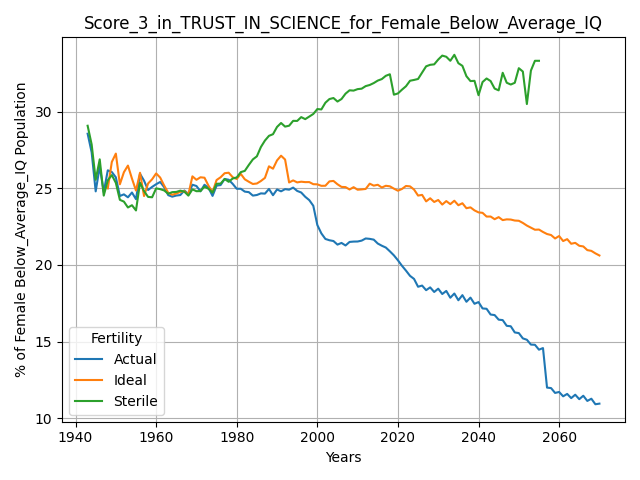 Score_3_in_TRUST_IN_SCIENCE_for_Female_Below_Average_IQ
% of Female Below_Average_IQ Population
30
25
20
15
10
Fertility
Actual
Ideal
Sterile
1940 1960 1980 2000 2020 2040 2060
Years